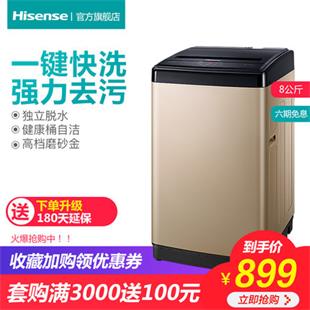 Hisense | 官方旗舰店
一键快洗
强力去污
独立脱水
健康桶自洁
高档磨砂金
8公斤
六期免息
送 下单升级
180天延保
火爆抢购中！！
收藏加购领优惠券
套购满3000送100元
到手价
¥899
立即抢购